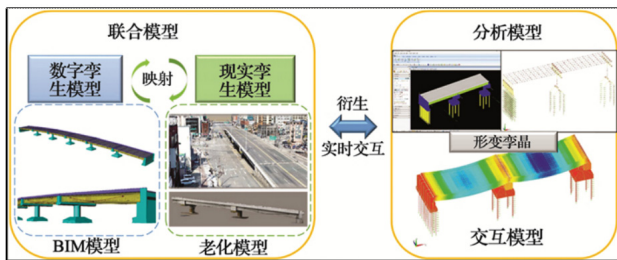 联合模型
数字孪
生模型
映射
现实孪
生模型
BIM模型
老化模型
衍生
实时交互
分析模型
形变孪晶
交互模型